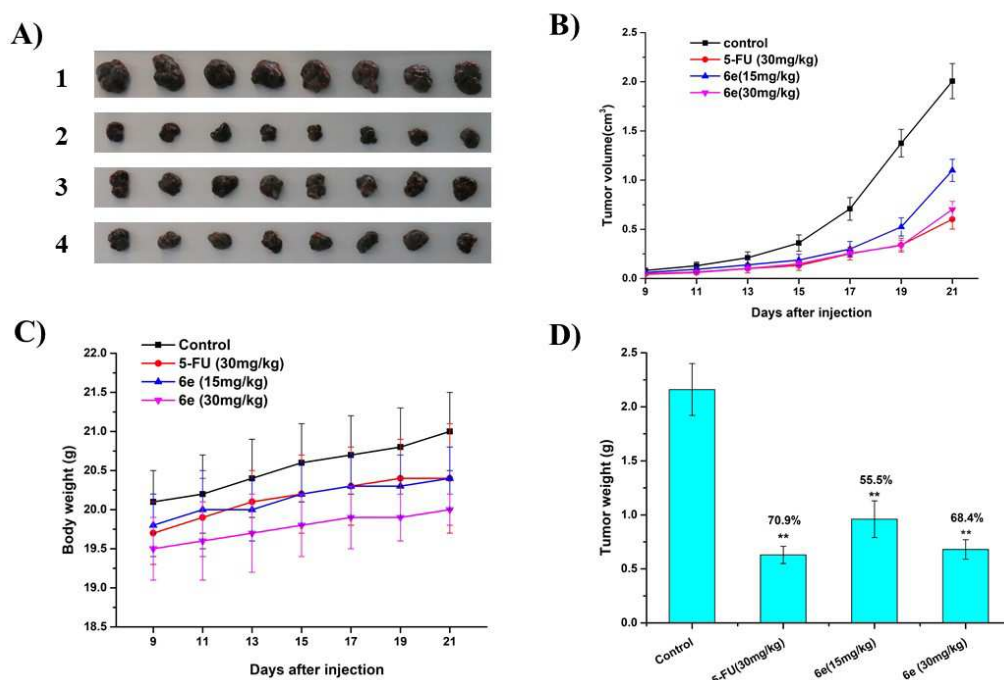 A)
1
2
3
4
B)
control
5-FU (30mg/kg)
6e(15mg/kg)
6e(30mg/kg)
Tumor volume(cm³)
2.5
2.0
1.5
1.0
0.5
0.0
9 11 13 15 17 19 21
Days after injection
C)
Control
5-FU (30mg/kg)
6e (15mg/kg)
6e (30mg/kg)
Body weight (g)
22.0
21.5
21.0
20.5
20.0
19.5
19.0
18.5
9 11 13 15 17 19 21
Days after injection
D)
Tumor weight (g)
2.5
2.0
1.5
1.0
0.5
0.0
70.9%
**
55.5%
**
68.4%
**
Control
5-FU(30mg/kg)
6e(15mg/kg)
6e (30mg/kg)